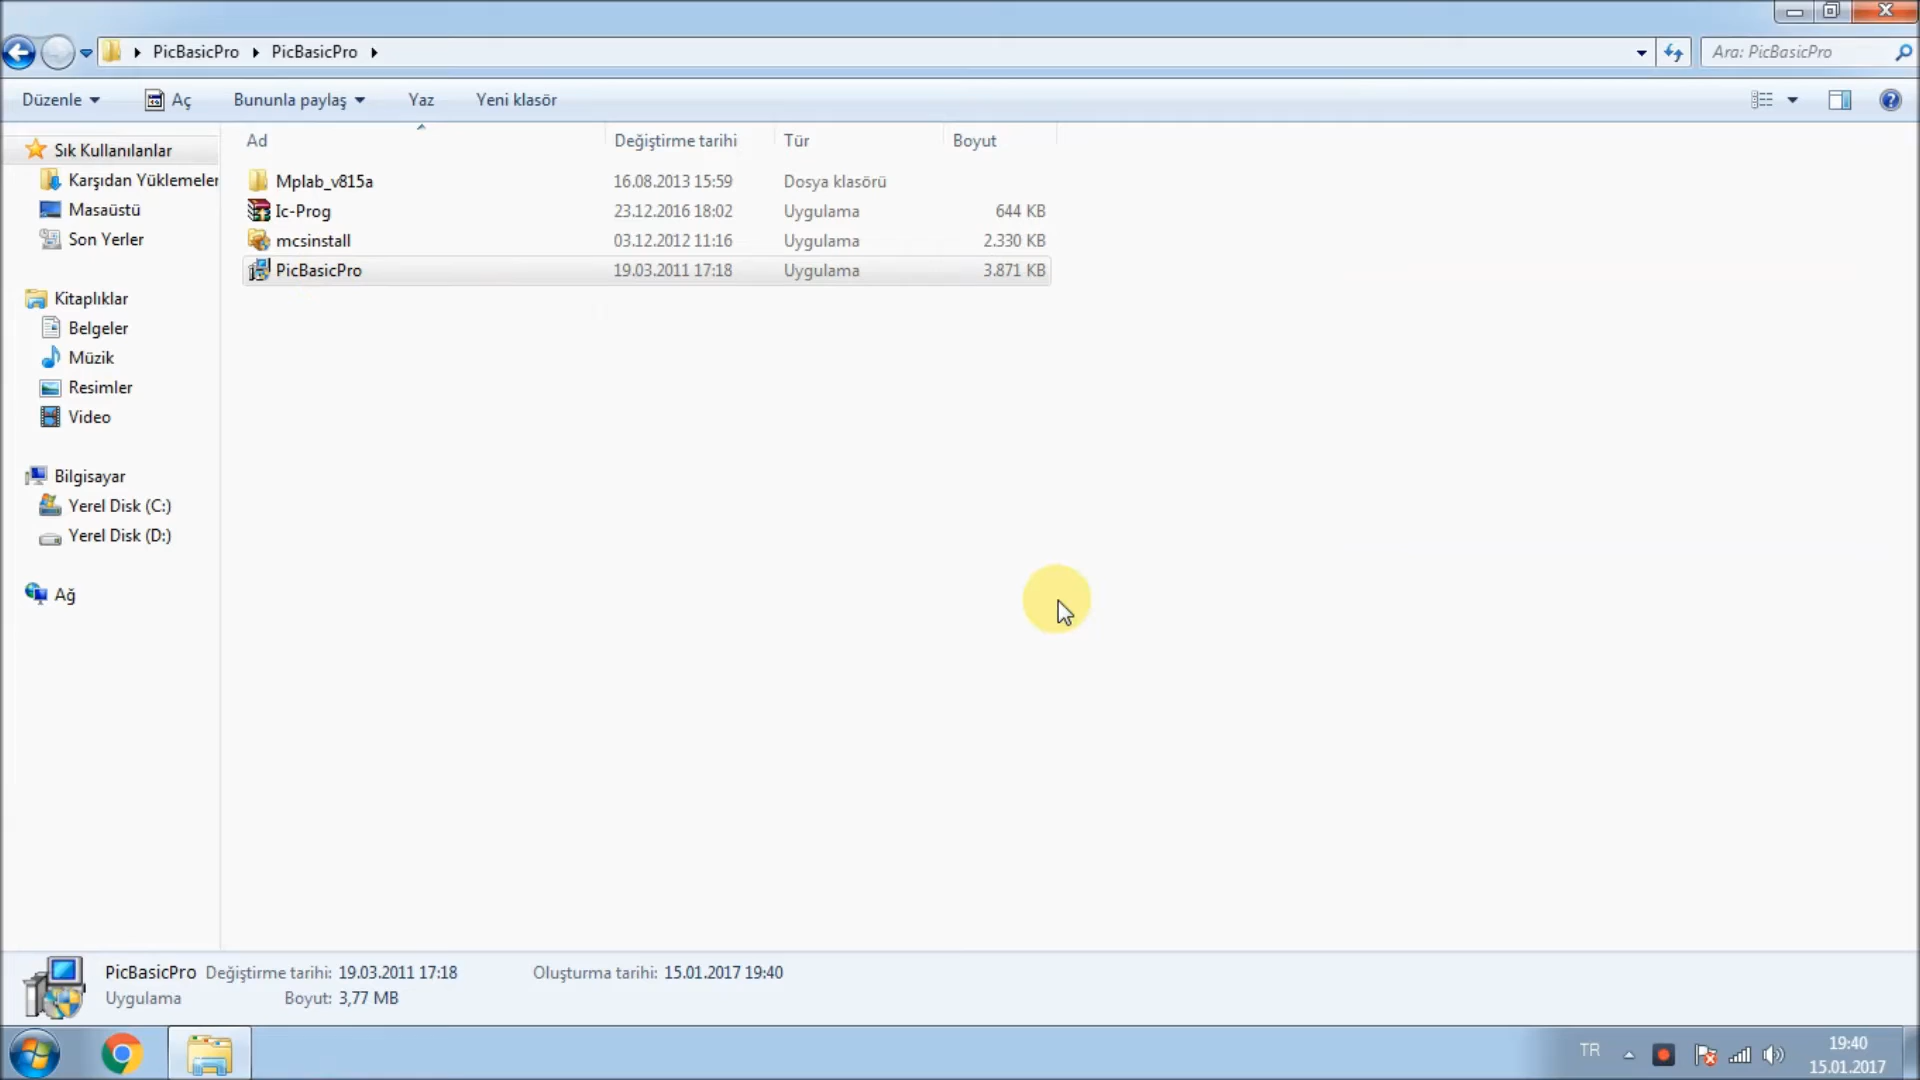 PicBasicPro PicBasicPro
Ara: PicBasicPro
Düzenle Aç Bununla paylaş Yaz Yeni klasör
Ad Değiştirme tarihi Tür Boyut
Mplab_v815a 16.08.2013 15:59 Dosya klasörü
Ic-Prog 23.12.2016 18:02 Uygulama 644 KB
mcsinstall 03.12.2012 11:16 Uygulama 2.330 KB
PicBasicPro 19.03.2011 17:18 Uygulama 3.871 KB
Sık Kullanılanlar
Karşıdan Yüklemeler
Masaüstü
Son Yerler
Kitaplıklar
Belgeler
Müzik
Resimler
Video
Bilgisayar
Yerel Disk (C:)
Yerel Disk (D:)
Ağ
PicBasicPro Değiştirme tarihi: 19.03.2011 17:18 Oluşturma tarihi: 15.01.2017 19:40
Uygulama Boyut: 3,77 MB
TR
19:40
15.01.2017